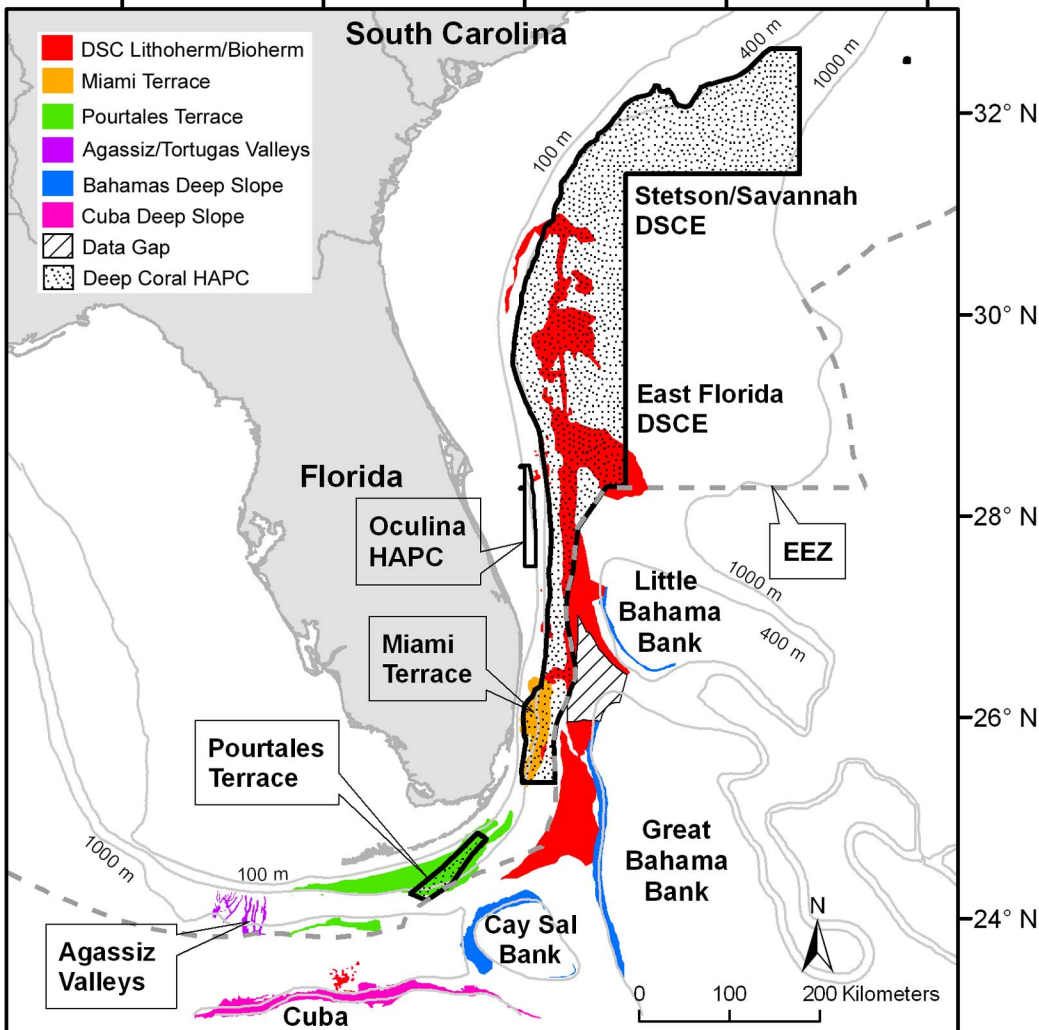 South Carolina
DSC Lithoherm/Bioherm
Miami Terrace
Pourtales Terrace
Agassiz/Tortugas Valleys
Bahamas Deep Slope
Cuba Deep Slope
Data Gap
Deep Coral HAPC
400 m
1000 m
100 m
32° N
Stetson/Savannah
DSCE
30° N
East Florida
DSCE
Florida
Oculina
HAPC
28° N
EEZ
Little
Bahama
Bank
1000 m
400 m
Miami
Terrace
26° N
Pourtales
Terrace
Great
Bahama
Bank
1000 m
100 m
24° N
N
Cay Sal
Bank
Agassiz
Valleys
0 100 200 Kilometers
Cuba